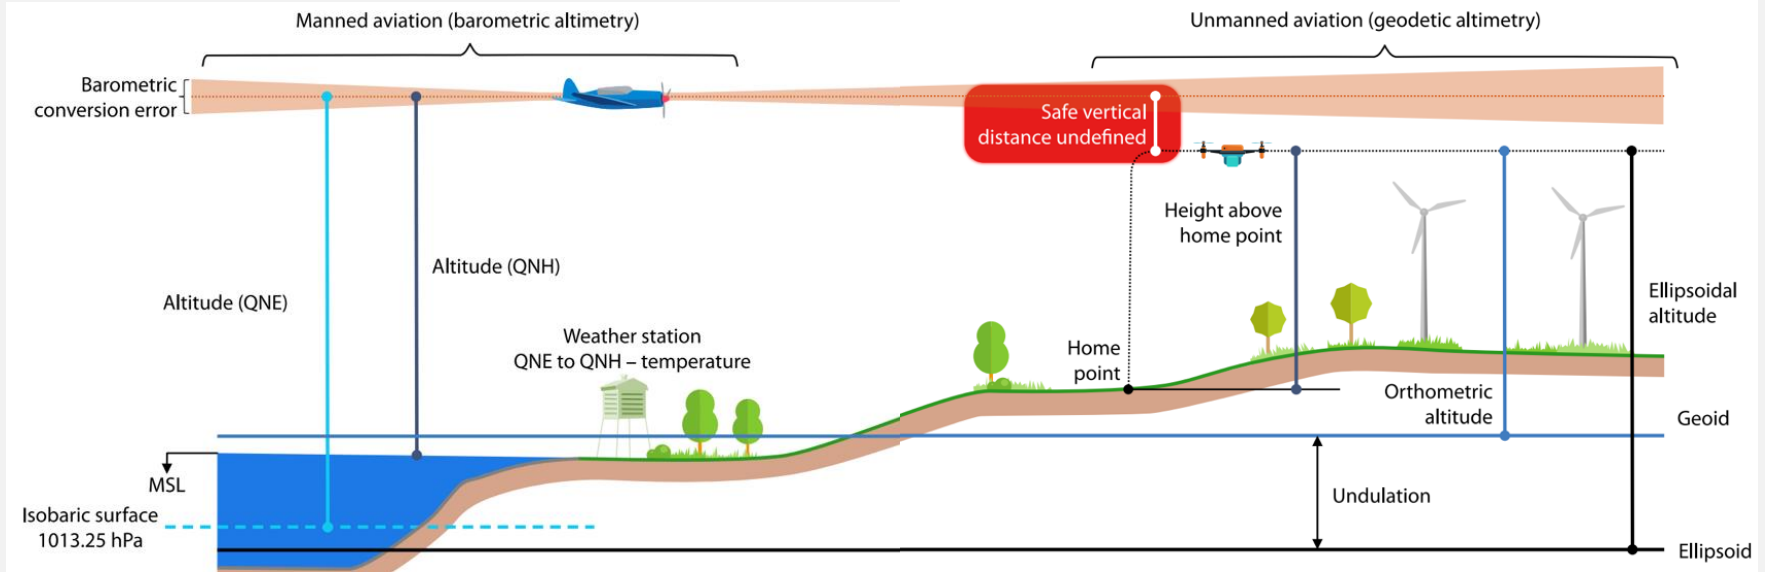 Manned aviation (barometric altimetry)
Unmanned aviation (geodetic altimetry)
Barometric
conversion error
Safe vertical
distance undefined
Height above
home point
Altitude (QNH)
Altitude (QNE)
Ellipsoidal
altitude
Weather station
QNE to QNH – temperature
Home
point
Orthometric
altitude
Geoid
MSL
Undulation
Isobaric surface
1013.25 hPa
Ellipsoid